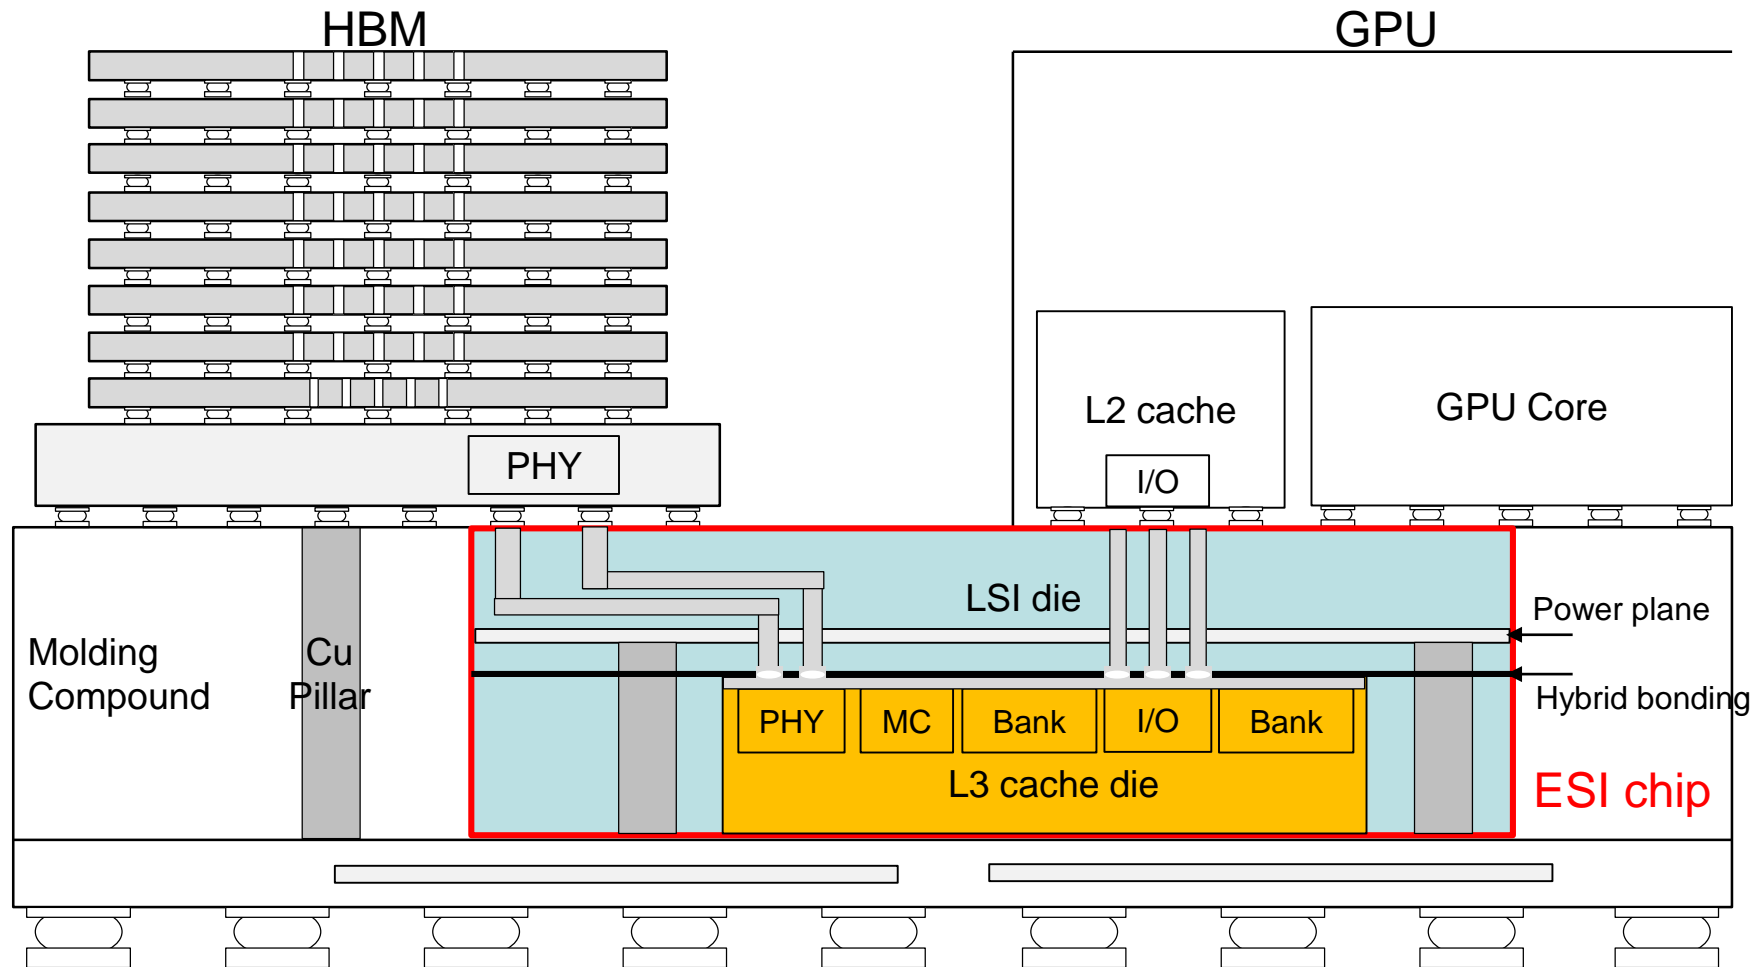 HBM
GPU
L2 cache
GPU Core
PHY
I/O
LSI die
Power plane
Molding
Compound
Cu
Pillar
Hybrid bonding
PHY
MC
Bank
I/O
Bank
L3 cache die
ESI chip